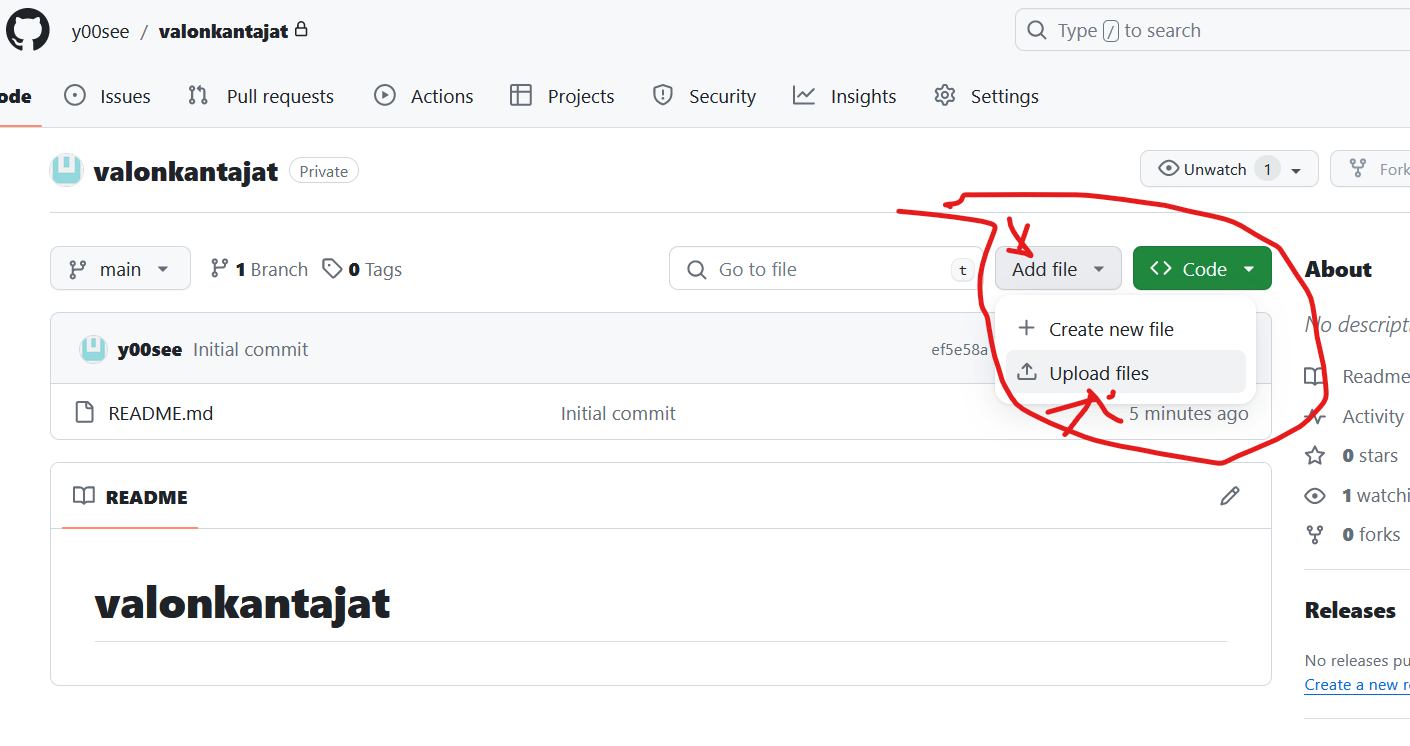 y00see / valonkantajat
Type / to search
ode Issues Pull requests Actions Projects Security Insights Settings
valonkantajat Private
Unwatch 1 Fork
main 1 Branch 0 Tags Go to file t Add file Code About
Create new file
No descript
y00see Initial commit ef5e58a
Upload files
Readme
README.md Initial commit 5 minutes ago
Activity
0 stars
README
1 watchi
0 forks
valonkantajat
Releases
No releases pu
Create a new r